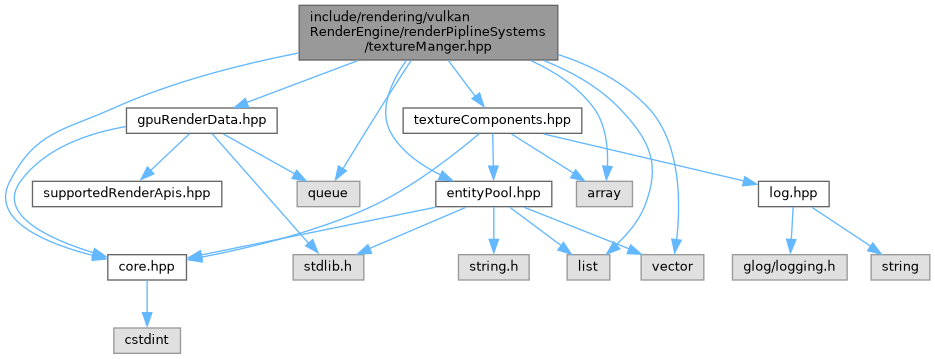 include/rendering/vulkan
RenderEngine/renderPiplineSystems
/textureManger.hpp
gpuRenderData.hpp
textureComponents.hpp
supportedRenderApis.hpp
queue
entityPool.hpp
array
log.hpp
core.hpp
stdlib.h
string.h
list
vector
glog/logging.h
string
cstdint